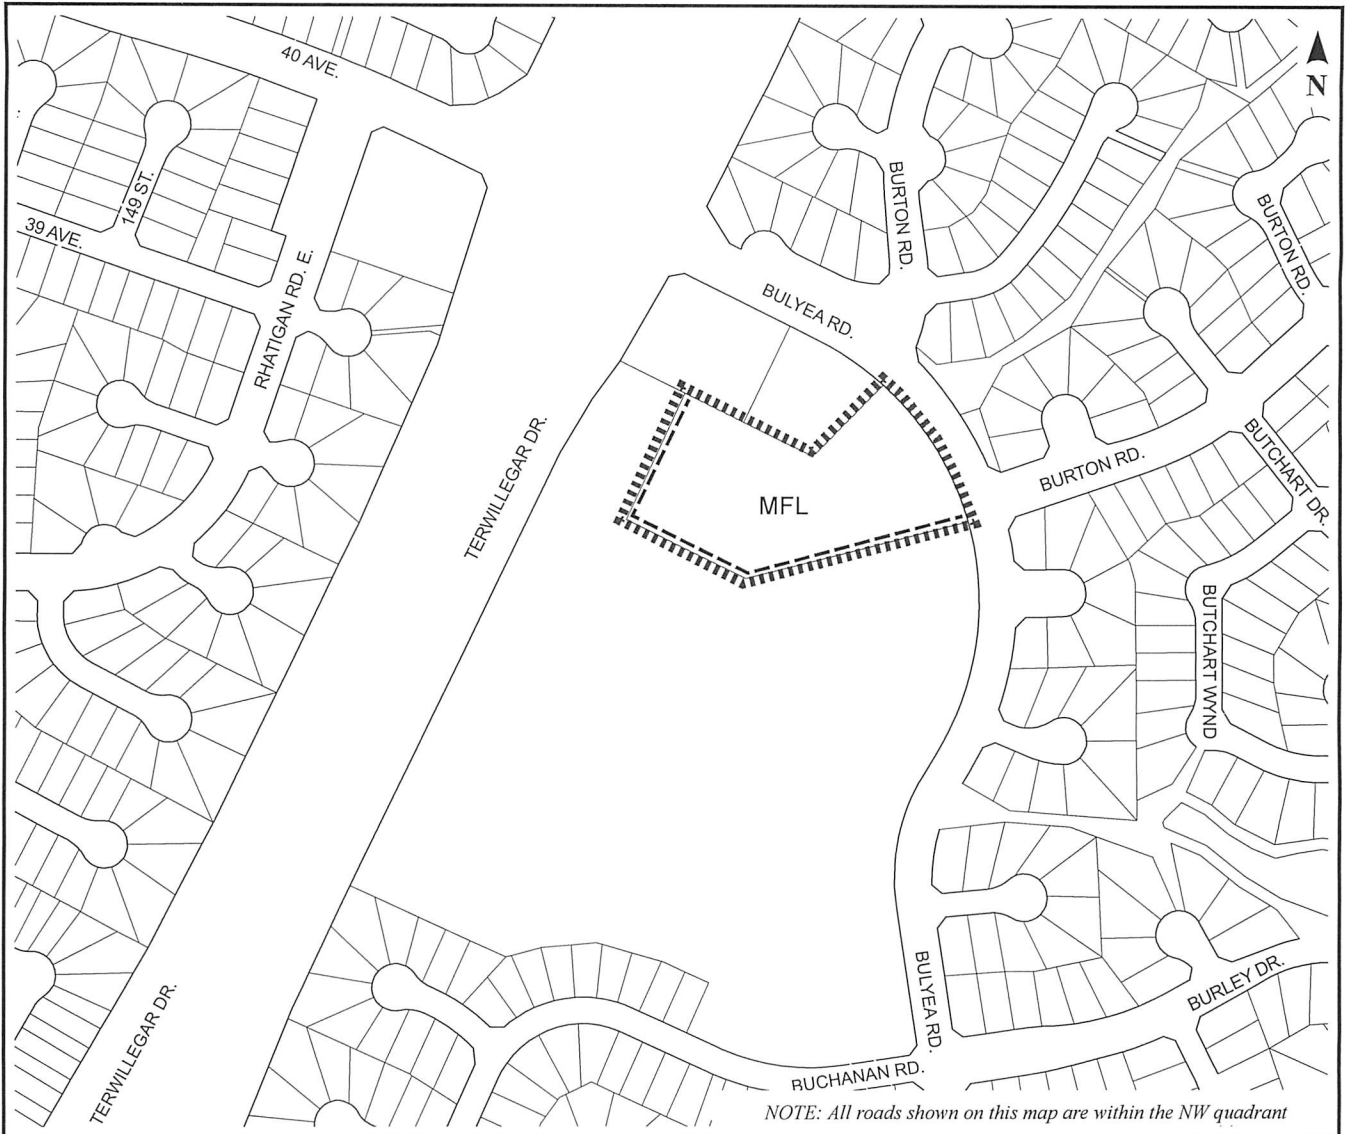 40 AVE.
N
149 ST.
BURTON RD.
BURTON RD.
39 AVE.
RHATIGAN RD. E.
BULYEA RD.
TERWILLEGAR DR.
BURTON RD.
BUTCHART DR.
MFL
BUTCHART WYND
BULYEA RD.
BURLEY DR.
TERWILLEGAR DR.
BUCHANAN RD.
NOTE: All roads shown on this map are within the NW quadrant